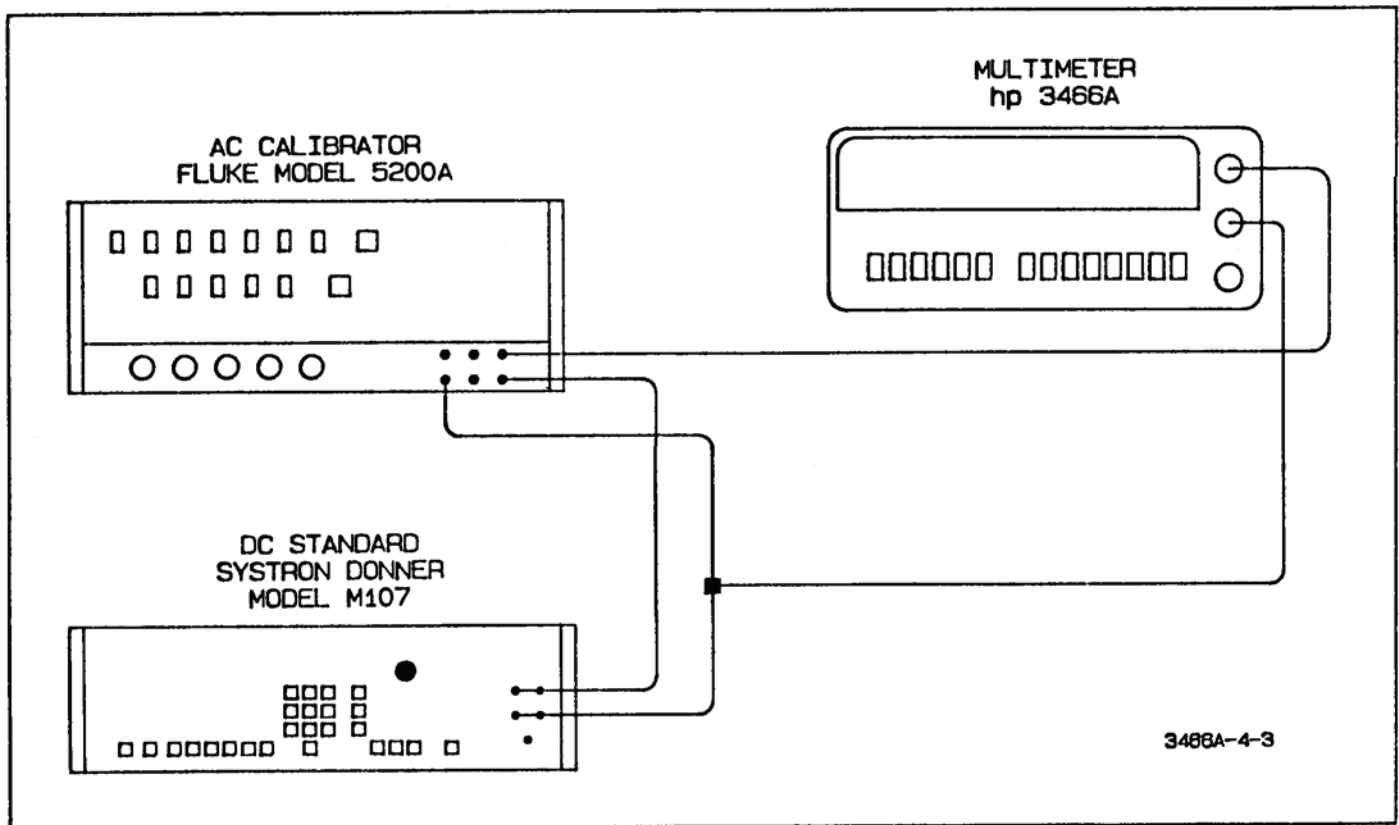 MULTIMETER
hp 3466A
AC CALIBRATOR
FLUKE MODEL 5200A
DC STANDARD
SYSTRON DONNER
MODEL M107
3466A-4-3